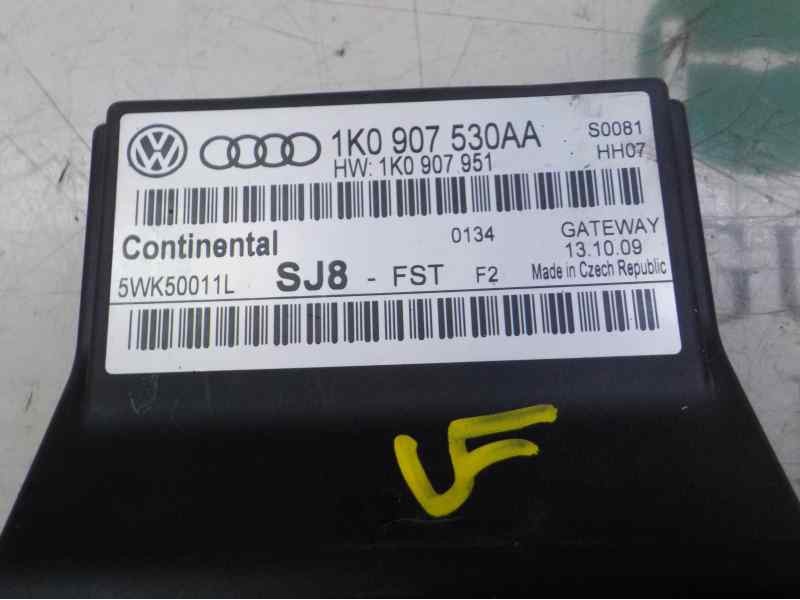 1K0 907 530AA S0081
HW: 1K0 907 951 HH07
Continental 0134 GATEWAY
13.10.09
5WK50011L SJ8 - FST F2 Made in Czech Republic